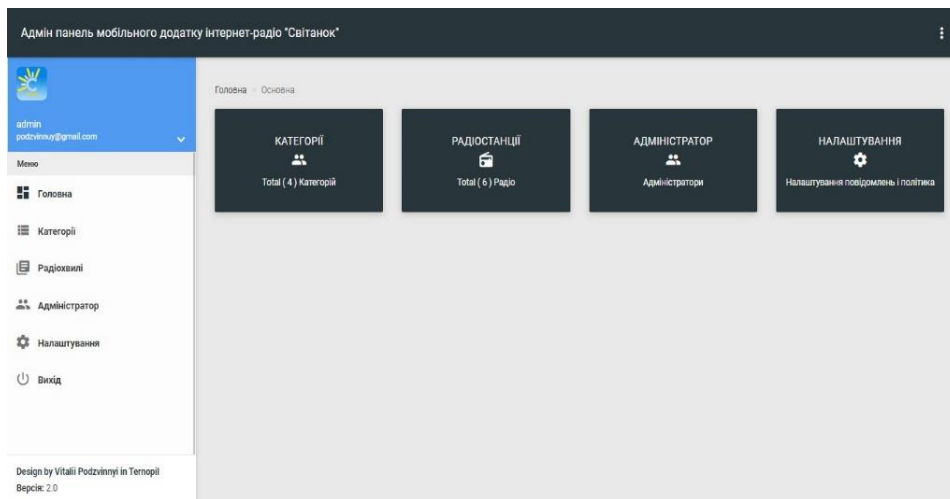 Адмін панель мобільного додатку інтернет-радіо "Світанок"
admin
podzvinnuy@gmail.com
Меню
Головна
Категорії
Радіохвилі
Адміністратор
Налаштування
Вихід
Design by Vitalii Podzvinnyi in Ternopil
Версія: 2.0
Головна > Основна
КАТЕГОРІЇ
Total ( 4 ) Категорій
РАДІОСТАНЦІЇ
Total ( 6 ) Радіо
АДМІНІСТРАТОР
Адміністратори
НАЛАШТУВАННЯ
Налаштування повідомлень і політика